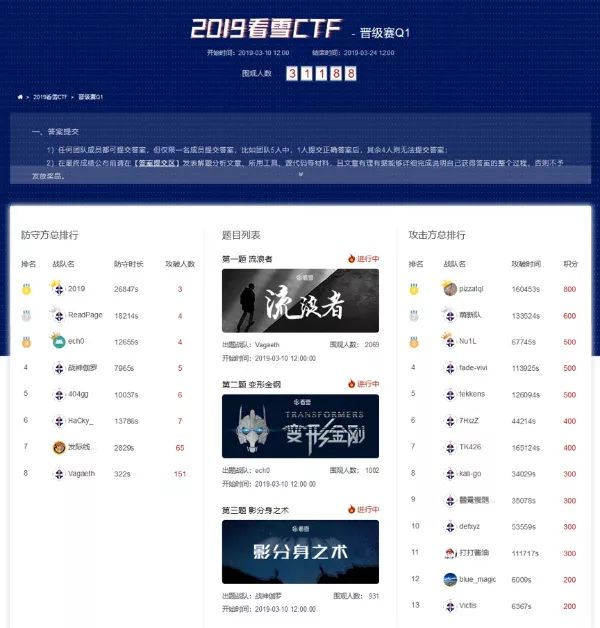 2019看雪CTF - 晋级赛Q1
开始时间：2019-03-10 12:00 结束时间：2019-03-24 12:00
围观人数 31188
> 2019看雪CTF > 晋级赛Q1
一、答案提交
1）任何团队成员都可提交答案，但仅限一名成员提交答案，比如团队5人中，1人提交正确答案后，其余4人则无法提交答案；
2）在最终成绩公布前请在【答案提交区】发表解题分析文章、所用工具、源代码等材料，且文章有理有据能够详细完成说明自己获得答案的整个过程，否则不予
发放奖品。
防守方总排行
排名 战队名 防守时长 攻破人数
2019 26847s 3
ReadPage 18214s 4
ech0 12655s 4
4 战神伽罗 7965s 5
5 404gg 10037s 6
6 HaCky_ 13786s 7
7 发际线... 2829s 65
8 Vagaeth 322s 151
题目列表
第一题 流浪者 进行中
看雪
流浪者
出题战队：Vagaeth 围观人数：2069
开始时间：2019-03-10 12:00:00
第二题 变形金钢 进行中
看雪
TRANSFORMERS
变形金刚
出题战队：ech0 围观人数：1002
开始时间：2019-03-10 12:00:00
第三题 影分身之术 进行中
看雪
影分身之术
出题战队：战神伽罗 围观人数：931
开始时间：2019-03-10 12:00:00
攻击方总排行
排名 战队名 攻破时间 积分
pizzatql 160453s 800
萌新队 133524s 600
Nu1L 67745s 500
4 fade-vivi 113925s 500
5 tekkens 126094s 500
6 7HxzZ 44214s 400
7 TK426 165124s 400
8 kali-go 34029s 300
9 35078s 300
10 defxyz 53559s 300
11 打打酱油 111717s 300
12 blue_magic 6009s 200
13 Victis 6367s 200